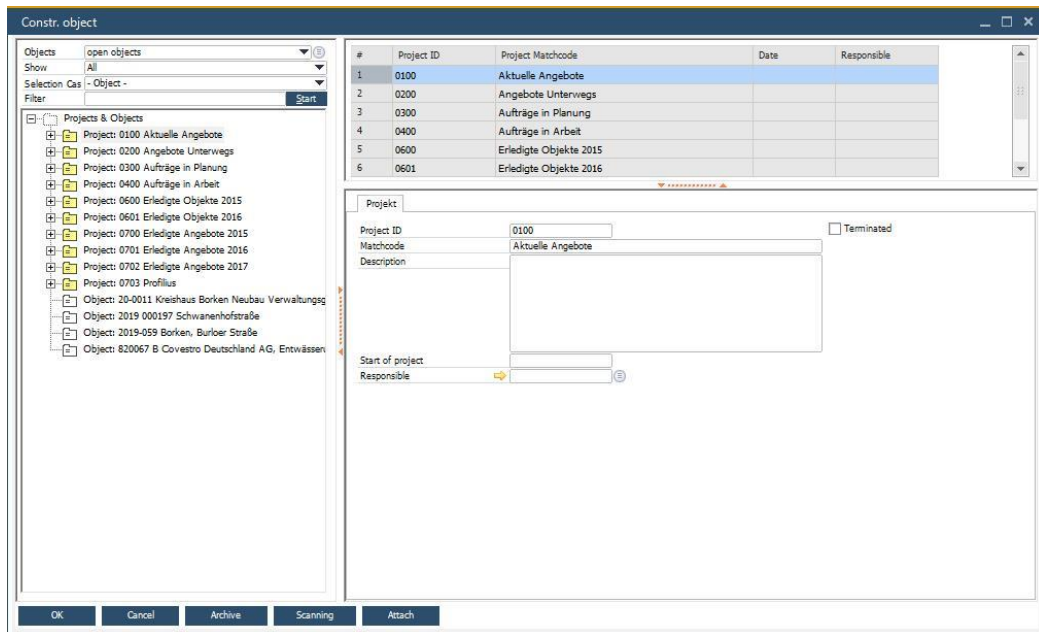 Constr. object
Objects open objects
Show All
Selection Cas - Object -
Filter Start
Projects & Objects
Project: 0100 Aktuelle Angebote
Project: 0200 Angebote Unterwegs
Project: 0300 Aufträge in Planung
Project: 0400 Aufträge in Arbeit
Project: 0600 Erledigte Objekte 2015
Project: 0601 Erledigte Objekte 2016
Project: 0700 Erledigte Angebote 2015
Project: 0701 Erledigte Angebote 2016
Project: 0702 Erledigte Angebote 2017
Project: 0703 Profilius
Object: 20-0011 Kreishaus Borken Neubau Verwaltungsg
Object: 2019 000197 Schwanenhofstraße
Object: 2019-059 Borken, Burloer Straße
Object: 820067 B Covestro Deutschland AG, Entwässeru
# Project ID Project Matchcode Date Responsible
1 0100 Aktuelle Angebote
2 0200 Angebote Unterwegs
3 0300 Aufträge in Planung
4 0400 Aufträge in Arbeit
5 0600 Erledigte Objekte 2015
6 0601 Erledigte Objekte 2016
Projekt
Project ID 0100 Terminated
Matchcode Aktuelle Angebote
Description
Start of project
Responsible
OK Cancel Archive Scanning Attach